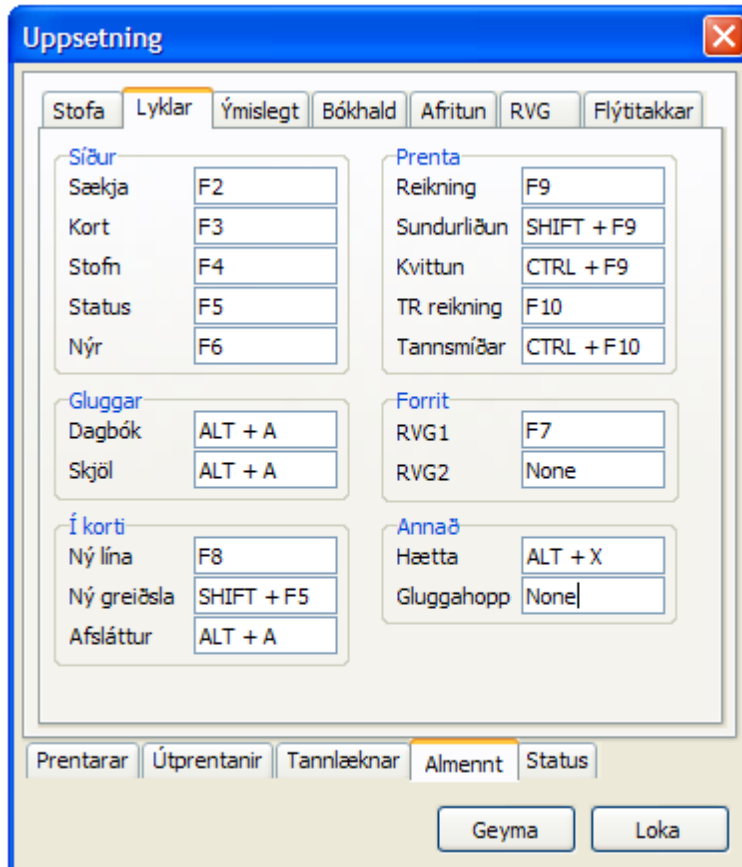 Uppsetning
Stofa Lyklar Ýmislegt Bókhald Afritun RVG Flýtitakkar
Síður
Sækja F2
Kort F3
Stofn F4
Status F5
Nýr F6
Prenta
Reikning F9
Sundurliðun SHIFT + F9
Kvittun CTRL + F9
TR reikning F10
Tannsmíðar CTRL + F10
Gluggar
Dagbók ALT + A
Skjöl ALT + A
Forrit
RVG1 F7
RVG2 None
Í korti
Ný lína F8
Ný greiðsla SHIFT + F5
Afsláttur ALT + A
Annað
Hætta ALT + X
Gluggahopp None
Prentarar Útprentanir Tannlæknar Almennt Status
Geyma Loka